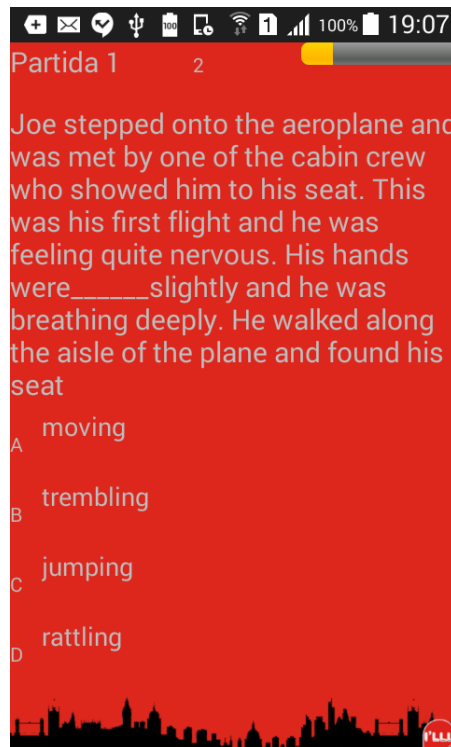 100 1 100% 19:07
Partida 1 2
Joe stepped onto the aeroplane and
was met by one of the cabin crew
who showed him to his seat. This
was his first flight and he was
feeling quite nervous. His hands
were______slightly and he was
breathing deeply. He walked along
the aisle of the plane and found his
seat
A moving
B trembling
C jumping
D rattling